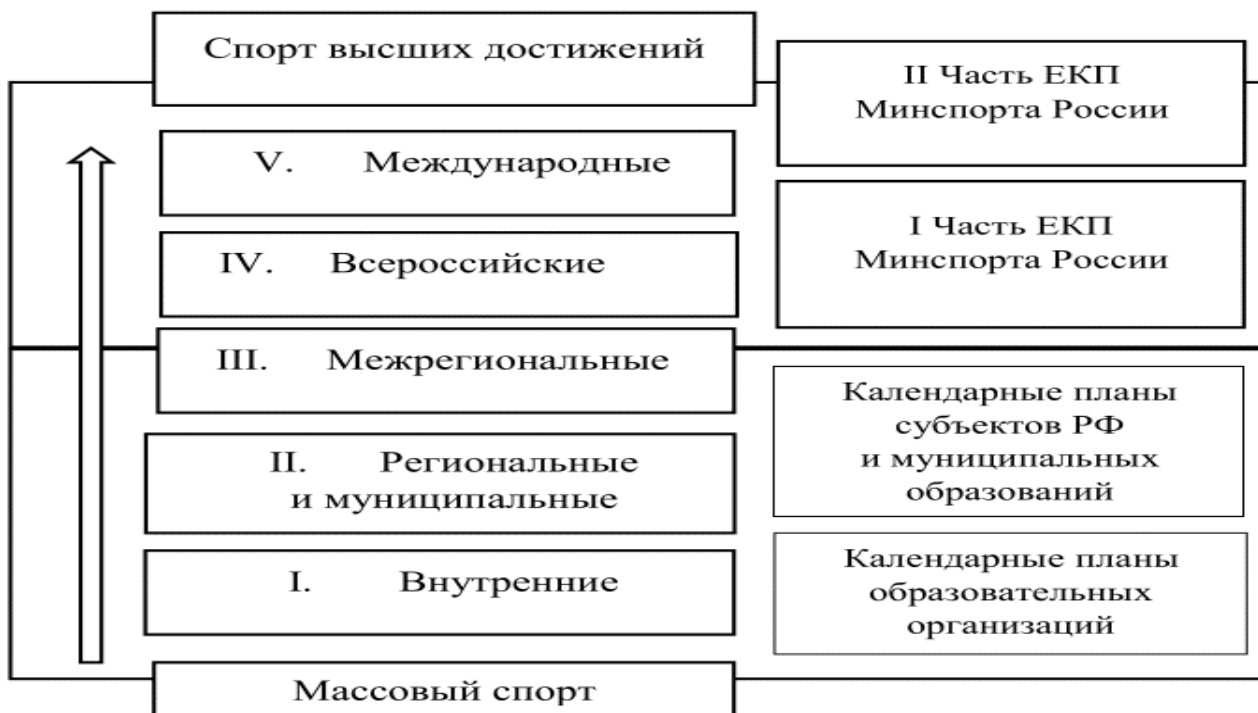 Спорт высших достижений
II Часть ЕКП
Минспорта России
V. Международные
I Часть ЕКП
Минспорта России
IV. Всероссийские
III. Межрегиональные
Календарные планы
субъектов РФ
и муниципальных
образований
II. Региональные
и муниципальные
I. Внутренние
Календарные планы
образовательных
организаций
Массовый спорт